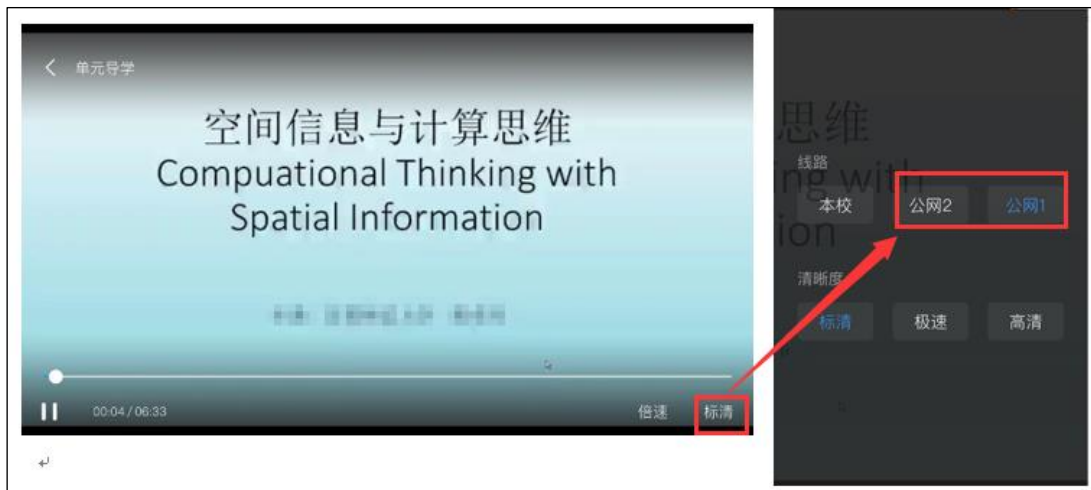 单元导学
空间信息与计算思维
Compuational Thinking with
Spatial Information
00:04/06:33
倍速
标清
思维
线路
ng with
本校
公网2
公网1
ion
清晰度
标清
极速
高清